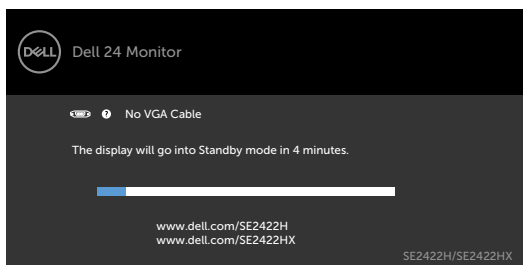 DELL
Dell 24 Monitor
? No VGA Cable
The display will go into Standby mode in 4 minutes.
www.dell.com/SE2422H
www.dell.com/SE2422HX
SE2422H/SE2422HX